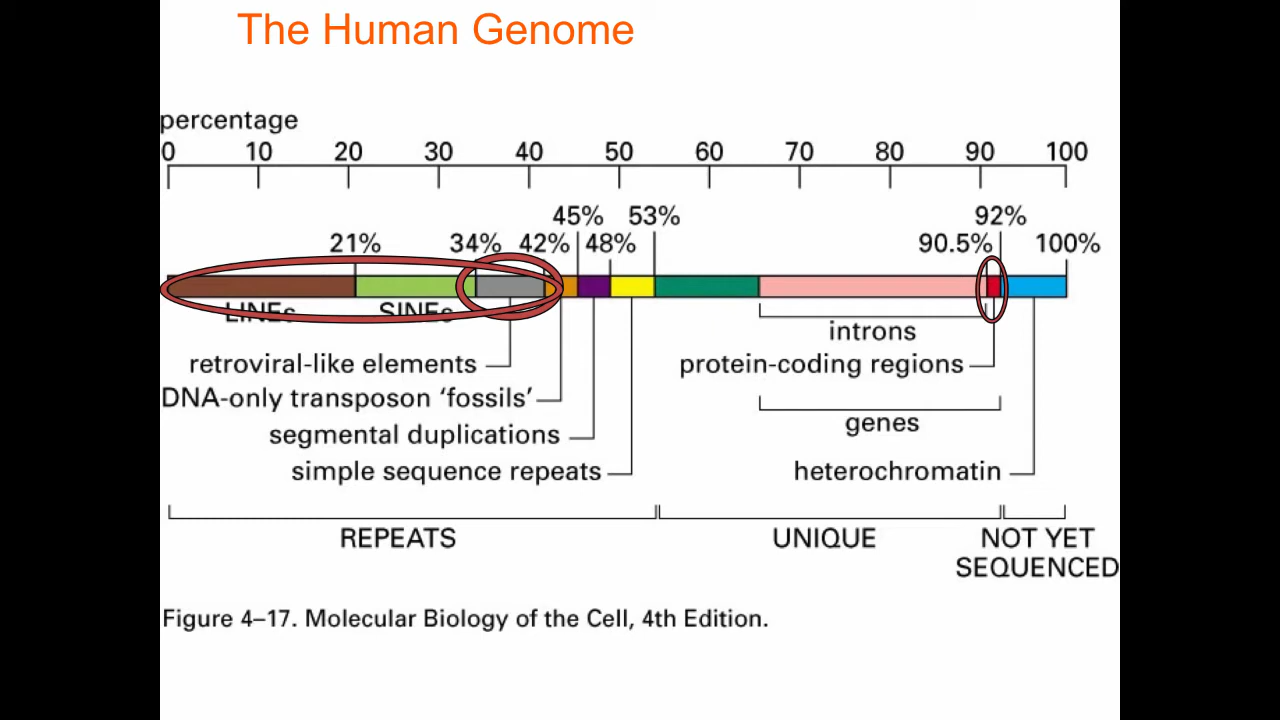 The Human Genome
percentage
0 10 20 30 40 50 60 70 80 90 100
45% 53% 92%
21% 34% 42% 48% 90.5% 100%
LINEs SINEs
introns
retroviral-like elements protein-coding regions
DNA-only transposon ‘fossils’
genes
segmental duplications
simple sequence repeats heterochromatin
REPEATS UNIQUE NOT YET
SEQUENCED
Figure 4–17. Molecular Biology of the Cell, 4th Edition.